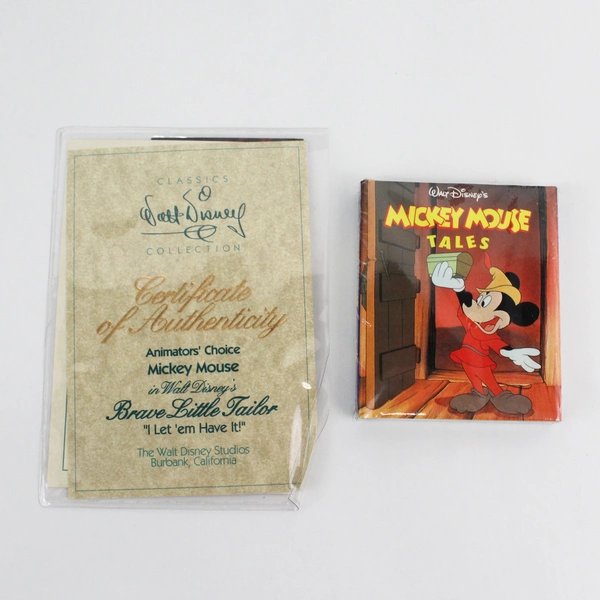 CLASSICS
Walt Disney
COLLECTION
Certificate
of Authenticity
Animators' Choice
Mickey Mouse
in Walt Disney's
Brave Little Tailor
"I Let 'em Have It!"
The Walt Disney Studios
Burbank, California
WALT DISNEY'S
MICKEY MOUSE
TALES